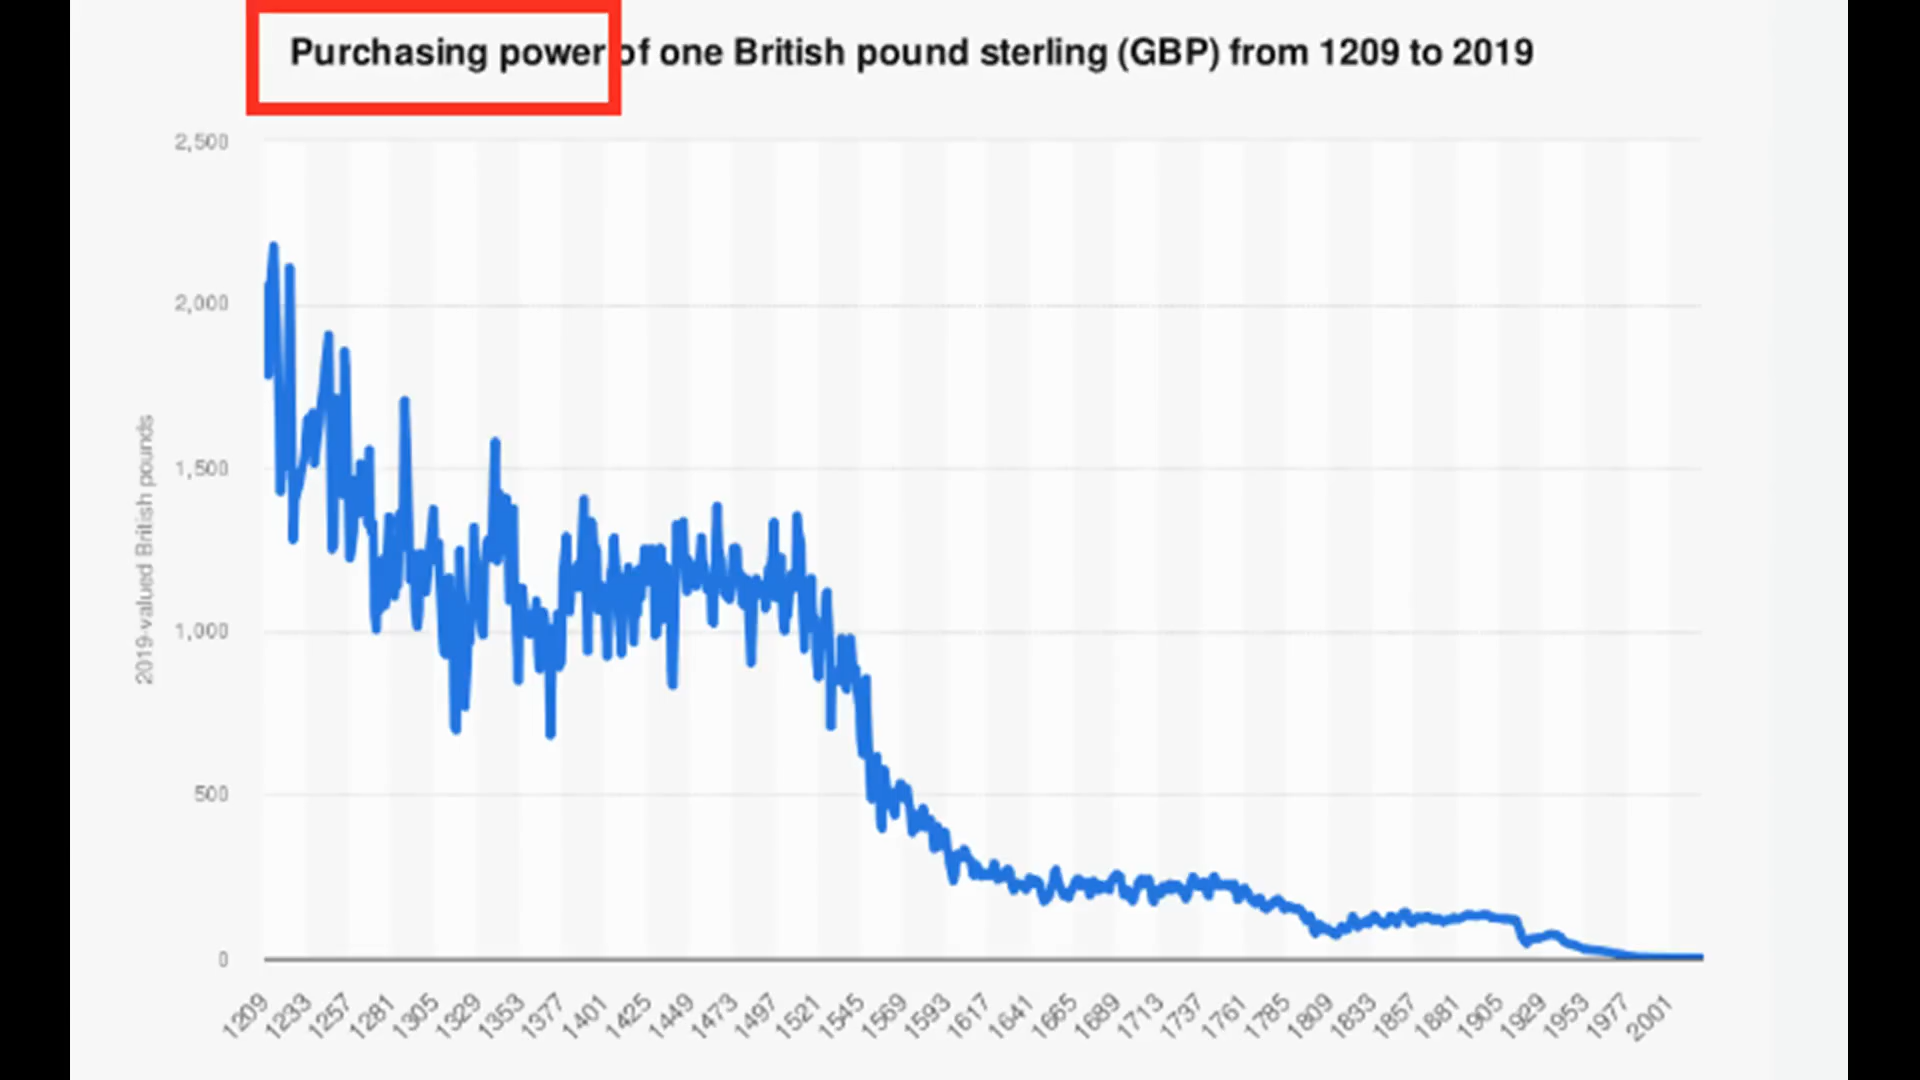 Purchasing power of one British pound sterling (GBP) from 1209 to 2019
2,500
2,000
1,500
1,000
500
0
2019-valued British pounds
1209 1233 1257 1281 1305 1329 1353 1377 1401 1425 1449 1473 1497 1521 1545 1569 1593 1617 1641 1665 1689 1713 1737 1761 1785 1809 1833 1857 1881 1905 1929 1953 1977 2001